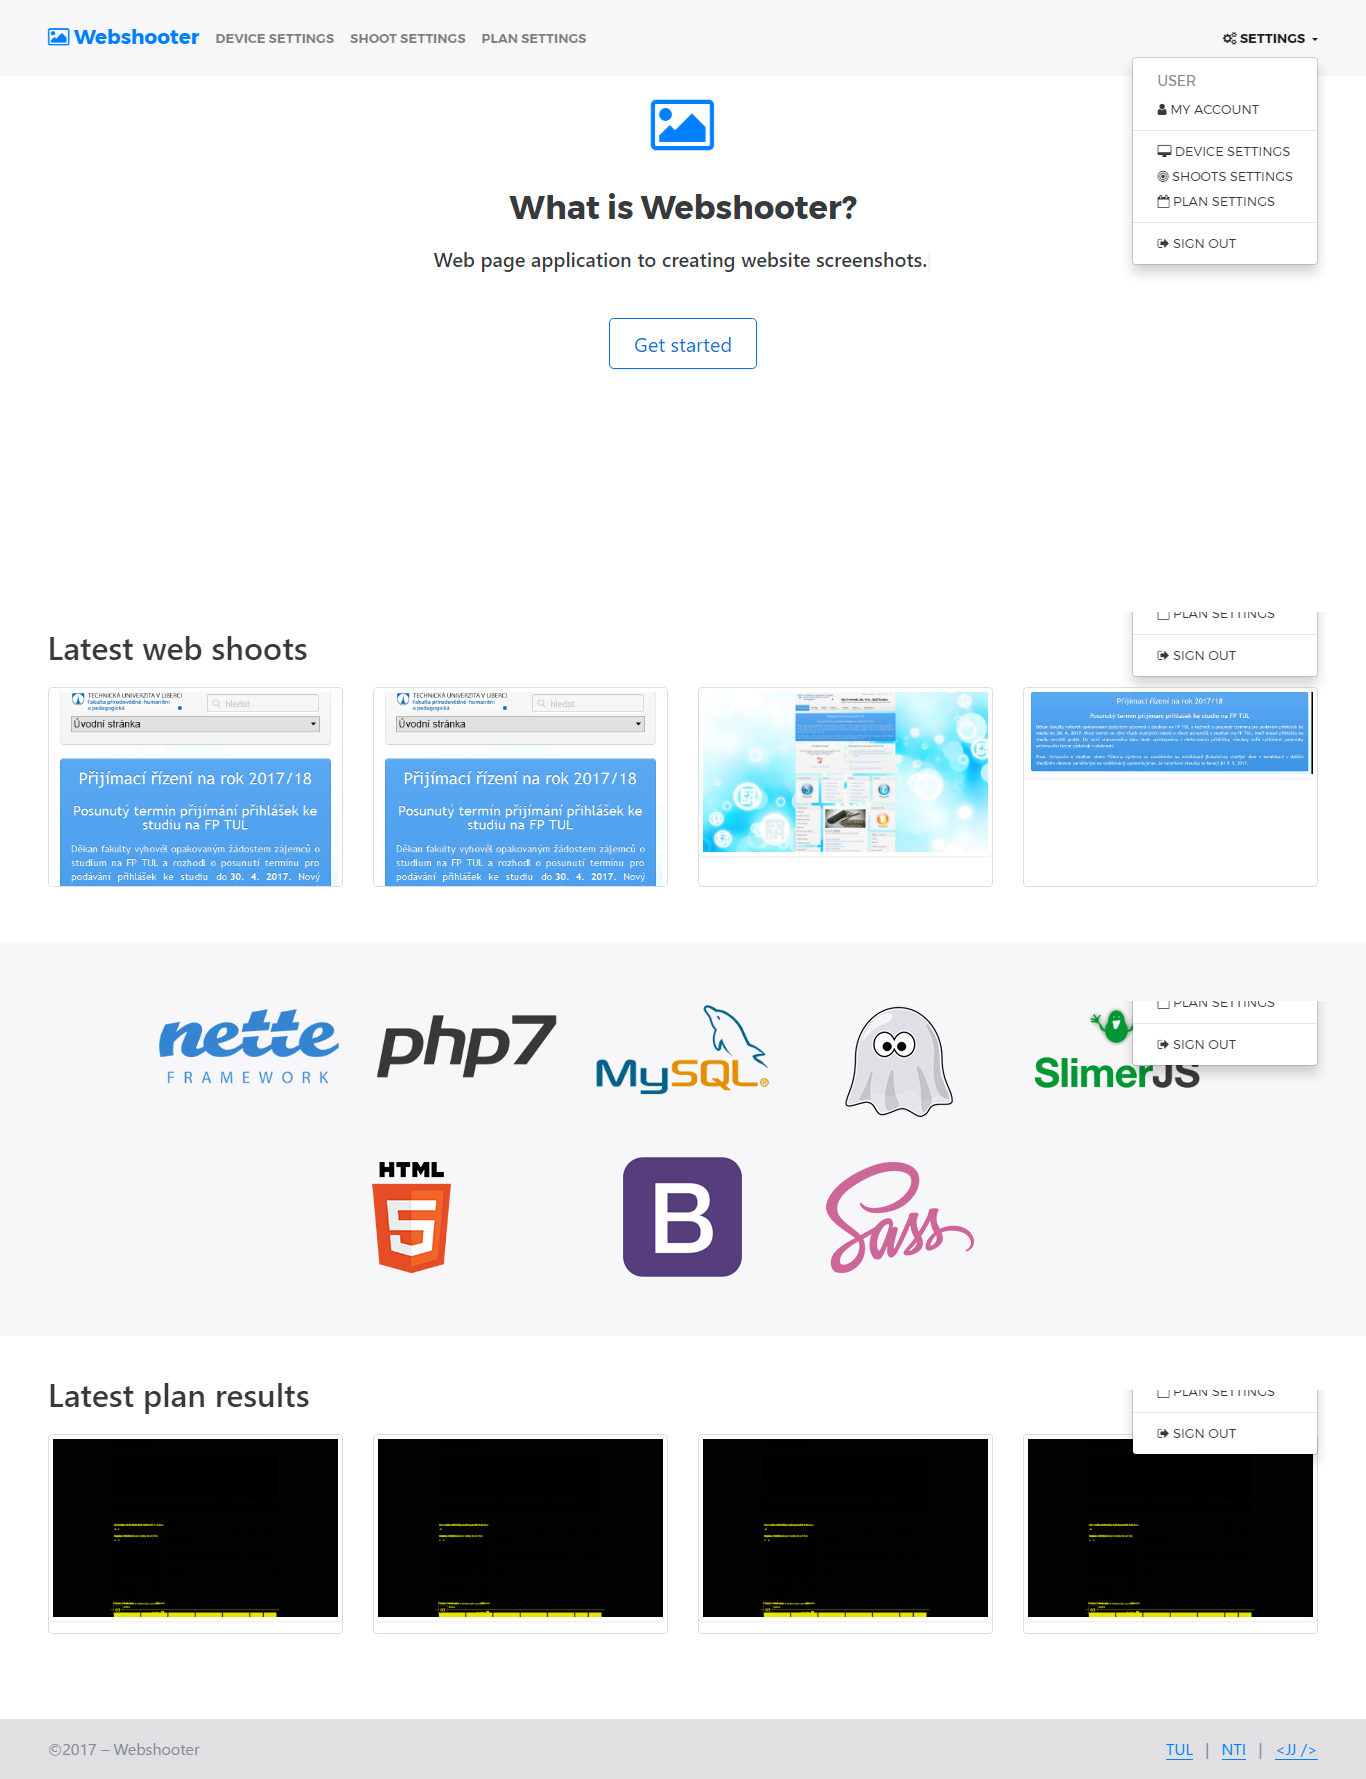 Webshooter DEVICE SETTINGS SHOOT SETTINGS PLAN SETTINGS SETTINGS
USER
MY ACCOUNT
DEVICE SETTINGS
SHOOTS SETTINGS
PLAN SETTINGS
SIGN OUT
What is Webshooter?
Web page application to creating website screenshots.
Get started
PLAN SETTINGS
SIGN OUT
Latest web shoots
TECHNICKÁ UNIVERZITA V LIBERCI
Fakulta přírodovědně-humanitní
a pedagogická
hledat...
Úvodní stránka
Přijímací řízení na rok 2017/18
Posunutý termín přijímání přihlášek ke
studiu na FP TUL
Děkan fakulty vyhověl opakovaným žádostem zájemců o
studium na FP TUL a rozhodl o posunutí termínu pro
podávání přihlášek ke studiu do 30. 4. 2017. Nový
TECHNICKÁ UNIVERZITA V LIBERCI
Fakulta přírodovědně-humanitní
a pedagogická
hledat...
Úvodní stránka
Přijímací řízení na rok 2017/18
Posunutý termín přijímání přihlášek ke
studiu na FP TUL
Děkan fakulty vyhověl opakovaným žádostem zájemců o
studium na FP TUL a rozhodl o posunutí termínu pro
podávání přihlášek ke studiu do 30. 4. 2017. Nový
Přijímací řízení na rok 2017/18
Posunutý termín přijímání přihlášek ke studiu na FP TUL
PLAN SETTINGS
SIGN OUT
nette
FRAMEWORK
php7
MySQL®
SlimerJS
HTML
5
B
Sass
Latest plan results
PLAN SETTINGS
SIGN OUT
©2017 – Webshooter
TUL | NTI | <JJ />